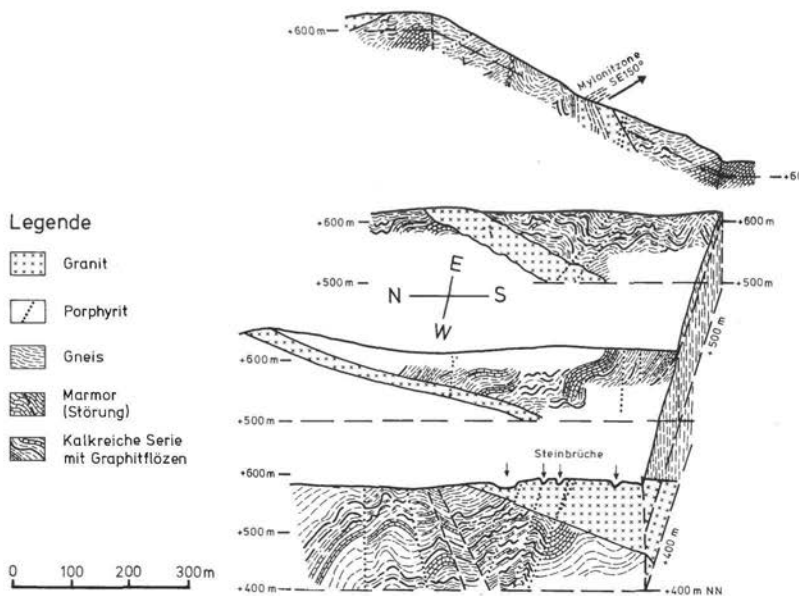 +600 m
Mylonitzone
SE150°
+60
Legende
Granit
Porphyrit
Gneis
Marmor
(Störung)
Kalkreiche Serie
mit Graphitflözen
0 100 200 300 m
+600 m
+600 m
+500 m
+500 m
N
E
S
W
+500 m
+600 m
+500 m
Steinbrüche
+600 m
+500 m
+400 m
+400 m
+400 m NN